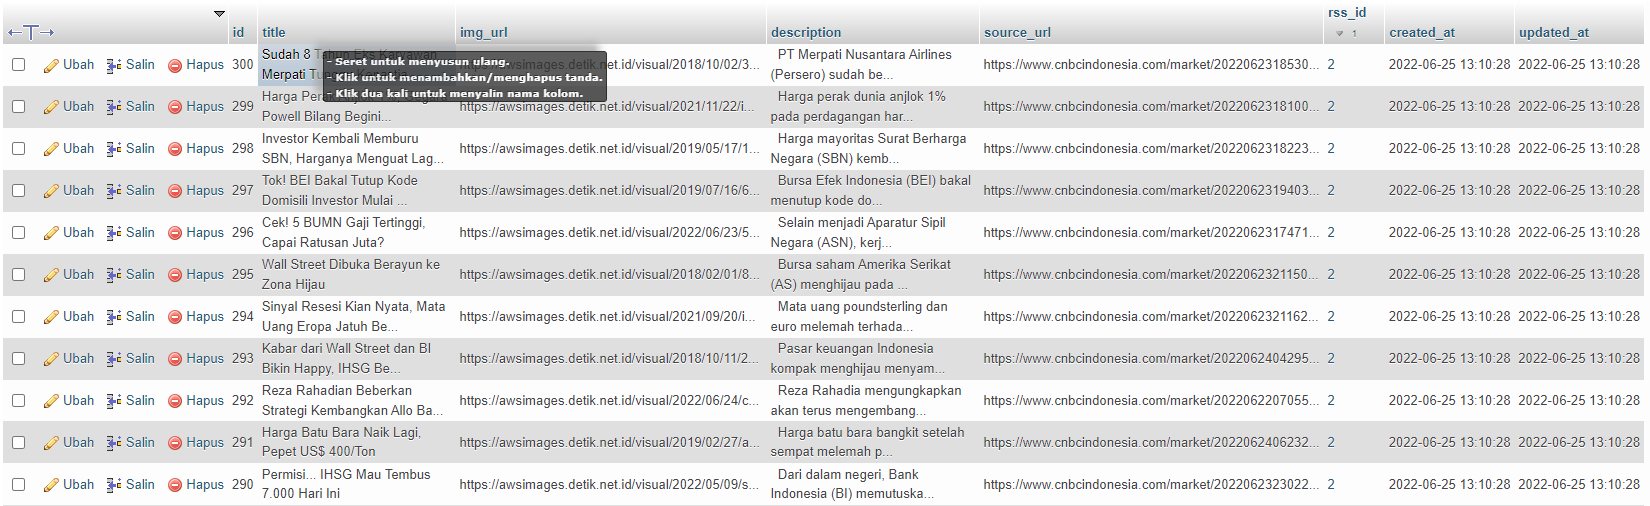 rss_id
id title img_url description source_url 1 created_at updated_at
Ubah Salin Hapus 300 Sudah 8 Tahun Eks Karyawan https://awsimages.detik.net.id/visual/2018/10/02/3... PT Merpati Nusantara Airlines https://www.cnbcindonesia.com/market/2022062318530... 2 2022-06-25 13:10:28 2022-06-25 13:10:28
Merpati (Persero) sudah be...
- Seret untuk menyusun ulang.
- Klik untuk menambahkan/menghapus tanda.
- Klik dua kali untuk menyalin nama kolom.
Ubah Salin Hapus 299 Harga https://awsimages.detik.net.id/visual/2021/11/22/i... Harga perak dunia anjlok 1% https://www.cnbcindonesia.com/market/2022062318100... 2 2022-06-25 13:10:28 2022-06-25 13:10:28
Powell Bilang Begini... pada perdagangan har...
Ubah Salin Hapus 298 Investor Kembali Memburu https://awsimages.detik.net.id/visual/2019/05/17/1... Harga mayoritas Surat Berharga https://www.cnbcindonesia.com/market/2022062318223... 2 2022-06-25 13:10:28 2022-06-25 13:10:28
SBN, Harganya Menguat Lag... Negara (SBN) kemb...
Ubah Salin Hapus 297 Tok! BEI Bakal Tutup Kode https://awsimages.detik.net.id/visual/2019/07/16/6... Bursa Efek Indonesia (BEI) bakal https://www.cnbcindonesia.com/market/2022062319403... 2 2022-06-25 13:10:28 2022-06-25 13:10:28
Domisili Investor Mulai ... menutup kode do...
Ubah Salin Hapus 296 Cek! 5 BUMN Gaji Tertinggi, https://awsimages.detik.net.id/visual/2022/06/23/5... Selain menjadi Aparatur Sipil https://www.cnbcindonesia.com/market/2022062317471... 2 2022-06-25 13:10:28 2022-06-25 13:10:28
Capai Ratusan Juta? Negara (ASN), kerj...
Ubah Salin Hapus 295 Wall Street Dibuka Berayun ke https://awsimages.detik.net.id/visual/2018/02/01/8... Bursa saham Amerika Serikat https://www.cnbcindonesia.com/market/2022062321150... 2 2022-06-25 13:10:28 2022-06-25 13:10:28
Zona Hijau (AS) menghijau pada ...
Ubah Salin Hapus 294 Sinyal Resesi Kian Nyata, Mata https://awsimages.detik.net.id/visual/2021/09/20/i... Mata uang poundsterling dan https://www.cnbcindonesia.com/market/2022062321162... 2 2022-06-25 13:10:28 2022-06-25 13:10:28
Uang Eropa Jatuh Be... euro melemah terhada...
Ubah Salin Hapus 293 Kabar dari Wall Street dan BI https://awsimages.detik.net.id/visual/2018/10/11/2... Pasar keuangan Indonesia https://www.cnbcindonesia.com/market/2022062404295... 2 2022-06-25 13:10:28 2022-06-25 13:10:28
Bikin Happy, IHSG Be... kompak menghijau menyam...
Ubah Salin Hapus 292 Reza Rahadian Beberkan https://awsimages.detik.net.id/visual/2022/06/24/c... Reza Rahadia mengungkapkan https://www.cnbcindonesia.com/market/2022062207055... 2 2022-06-25 13:10:28 2022-06-25 13:10:28
Strategi Kembangkan Allo Ba... akan terus mengembang...
Ubah Salin Hapus 291 Harga Batu Bara Naik Lagi, https://awsimages.detik.net.id/visual/2019/02/27/a... Harga batu bara bangkit setelah https://www.cnbcindonesia.com/market/2022062406232... 2 2022-06-25 13:10:28 2022-06-25 13:10:28
Pepet US$ 400/Ton sempat melemah p...
Ubah Salin Hapus 290 Permisi... IHSG Mau Tembus https://awsimages.detik.net.id/visual/2022/05/09/s... Dari dalam negeri, Bank https://www.cnbcindonesia.com/market/2022062323022... 2 2022-06-25 13:10:28 2022-06-25 13:10:28
7.000 Hari Ini Indonesia (BI) memutuska...